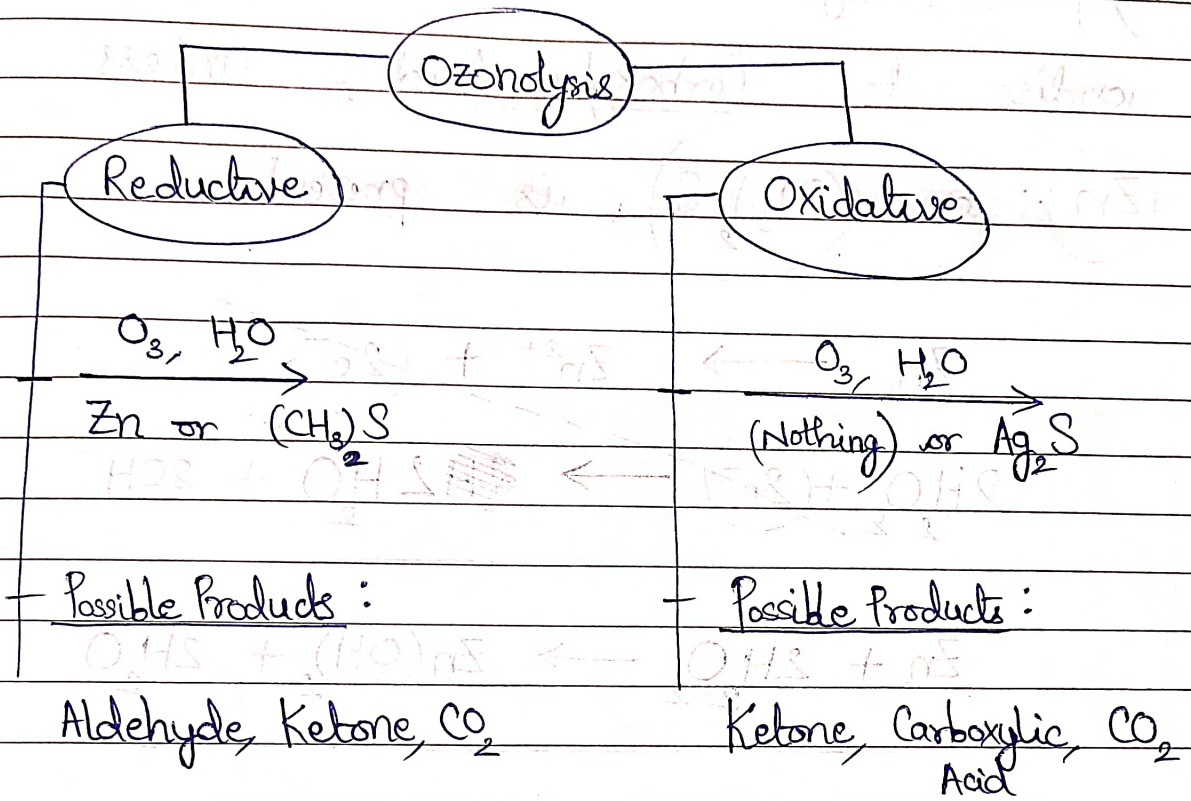 Ozonolysis
Reductive
Oxidative
O₃, H₂O
Zn or (CH₃)₂S
O₃, H₂O
(Nothing) or Ag₂S
Possible Products :
Aldehyde, Ketone, CO₂
Possible Products :
Ketone, Carboxylic, CO₂
Acid